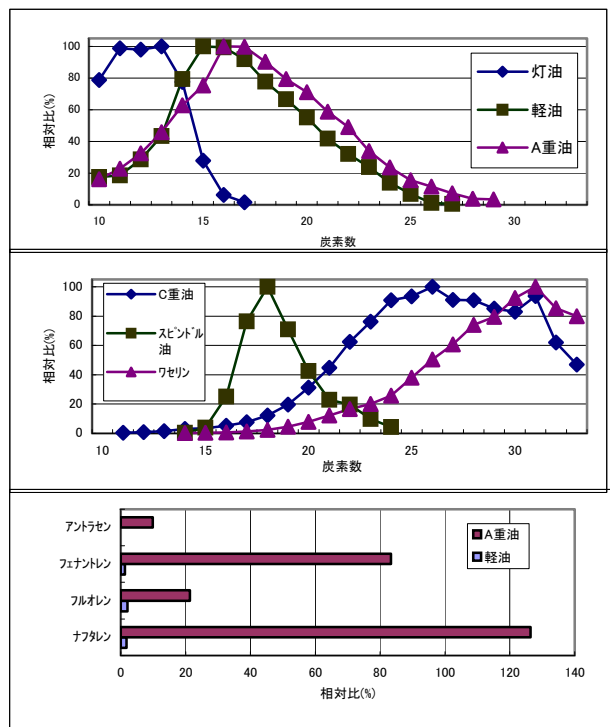 相対比(%)
100
80
60
40
20
0
10 15 20 25 30
炭素数
灯油
軽油
A重油
相対比(%)
100
80
60
40
20
0
10 15 20 25 30
炭素数
C重油
スピンドル
油
ワセリン
アントラセン
フェナントレン
フルオレン
ナフタレン
0 20 40 60 80 100 120 140
相対比(%)
A重油
軽油